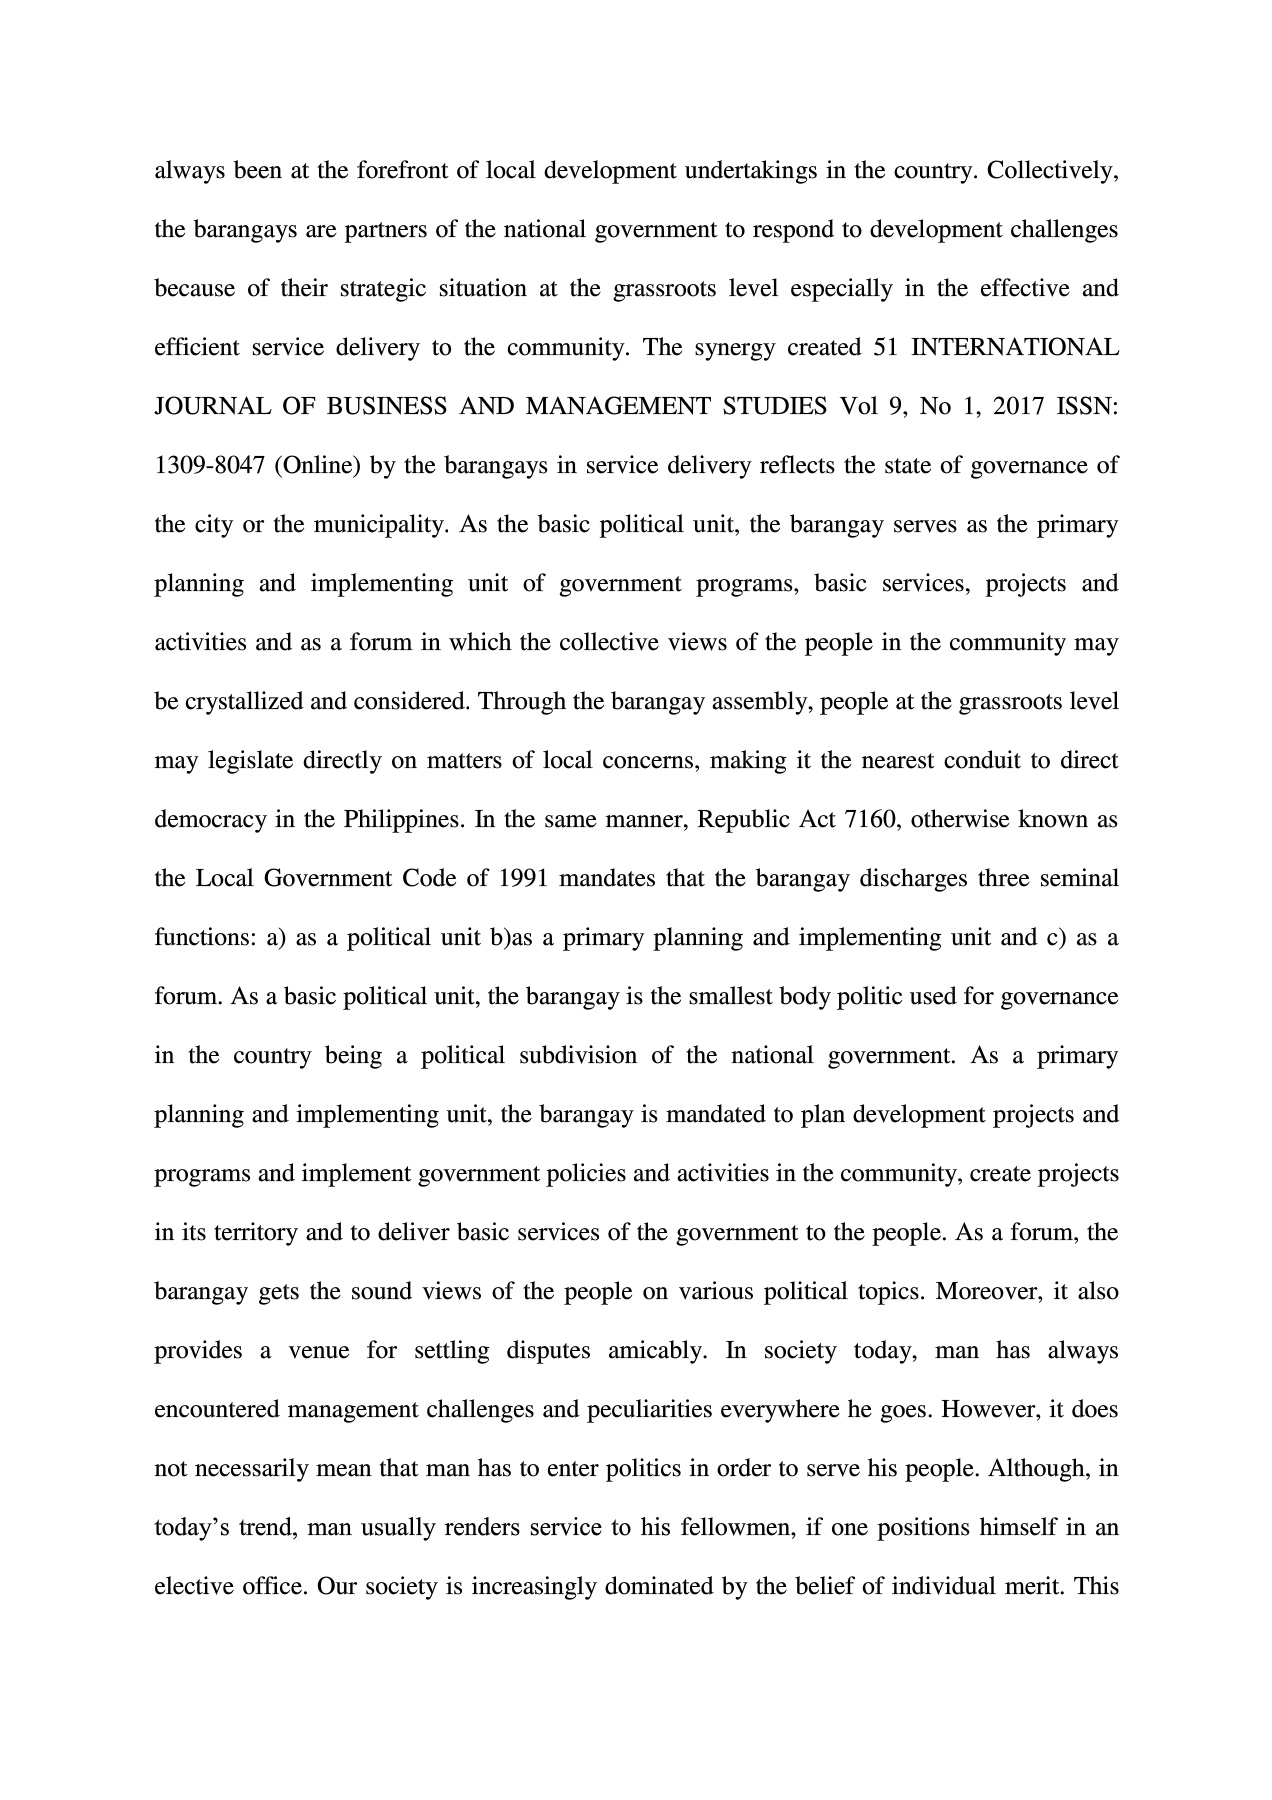 always been at the forefront of local development undertakings in the country. Collectively,
the barangays are partners of the national government to respond to development challenges
because of their strategic situation at the grassroots level especially in the effective and
efficient service delivery to the community. The synergy created 51 INTERNATIONAL
JOURNAL OF BUSINESS AND MANAGEMENT STUDIES Vol 9, No 1, 2017 ISSN:
1309-8047 (Online) by the barangays in service delivery reflects the state of governance of
the city or the municipality. As the basic political unit, the barangay serves as the primary
planning and implementing unit of government programs, basic services, projects and
activities and as a forum in which the collective views of the people in the community may
be crystallized and considered. Through the barangay assembly, people at the grassroots level
may legislate directly on matters of local concerns, making it the nearest conduit to direct
democracy in the Philippines. In the same manner, Republic Act 7160, otherwise known as
the Local Government Code of 1991 mandates that the barangay discharges three seminal
functions: a) as a political unit b)as a primary planning and implementing unit and c) as a
forum. As a basic political unit, the barangay is the smallest body politic used for governance
in the country being a political subdivision of the national government. As a primary
planning and implementing unit, the barangay is mandated to plan development projects and
programs and implement government policies and activities in the community, create projects
in its territory and to deliver basic services of the government to the people. As a forum, the
barangay gets the sound views of the people on various political topics. Moreover, it also
provides a venue for settling disputes amicably. In society today, man has always
encountered management challenges and peculiarities everywhere he goes. However, it does
not necessarily mean that man has to enter politics in order to serve his people. Although, in
today’s trend, man usually renders service to his fellowmen, if one positions himself in an
elective office. Our society is increasingly dominated by the belief of individual merit. This